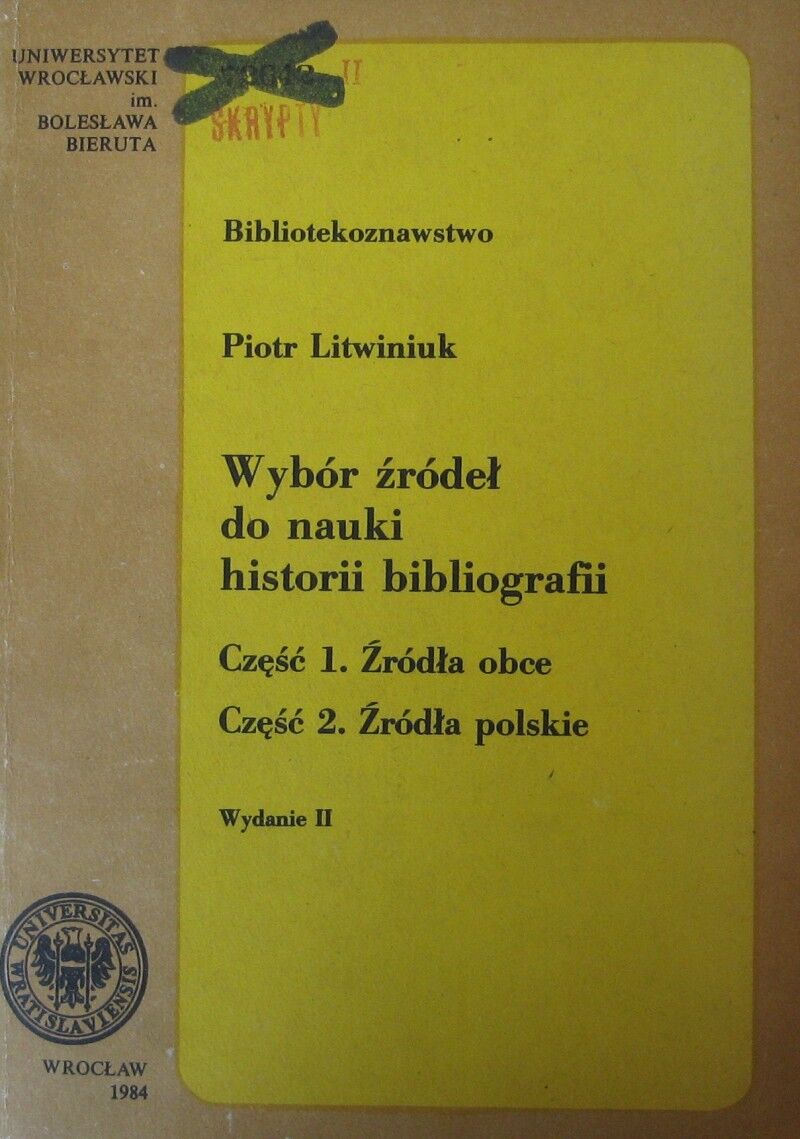 UNIWERSYTET
WROCŁAWSKI
im.
BOLESŁAWA
BIERUTA
II
SKRYPTY
Bibliotekoznawstwo
Piotr Litwiniuk
Wybór źródeł
do nauki
historii bibliografii
Część 1. Źródła obce
Część 2. Źródła polskie
Wydanie II
UNIVERSITAS
WRATISLAVIENSIS
WROCŁAW
1984